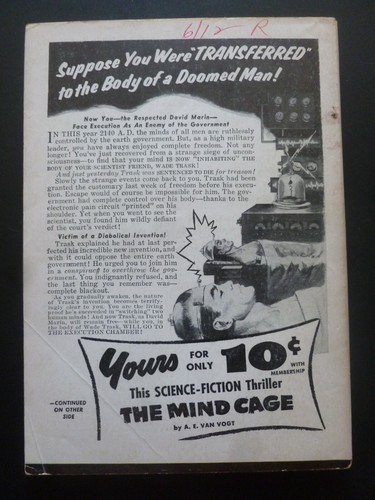 6/12 R
Suppose You Were "TRANSFERRED"
to the Body of a Doomed Man!
Now You—the Respected David Marin—
Face Execution As An Enemy of the Government
IN THIS year 2140 A. D. the minds of all men are ruthlessly
controlled by the earth government. But, as a high military
leader, you have always enjoyed complete freedom. Not any
longer! You've just recovered from a strange siege of uncon-
sciousness—to find that your mind IS NOW "INHABITING" THE
BODY OF YOUR SCIENTIST FRIEND, WADE TRASK!
And just yesterday Trask was SENTENCED TO DIE for treason!
Slowly the strange events come back to you. Trask had been
granted the customary last week of freedom before his execu-
tion. Escape would of course be impossible for him. The gov-
ernment had complete control over his body—thanks to the
electronic pain circuit "printed" on his
shoulder. Yet when you went to see the
scientist, you found him wildly defiant
of the court's verdict!
Victim of a Diabolical Invention!
Trask explained he had at last per-
fected his incredible new invention, and
with it could oppose the entire earth
government! He urged you to join him
in a conspiracy to overthrow the gov-
ernment. You indignantly refused, and
the last thing you remember was—
complete blackout.
As you gradually awaken, the nature
of Trask's invention becomes terrify-
ingly clear to you. You are the living
proof he's succeeded in "switching" two
human minds! And now Trask, as David
Marin, will remain free—while you, in
the body of Wade Trask, WILL GO TO
THE EXECUTION CHAMBER!
Yours FOR ONLY 10¢ WITH MEMBERSHIP
This SCIENCE-FICTION Thriller
THE MIND CAGE
by A. E. VAN VOGT
—CONTINUED
ON OTHER
SIDE